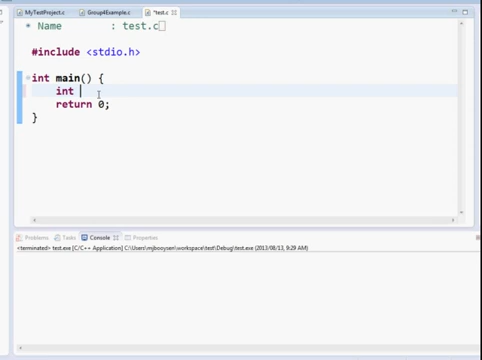 MyTestProject.c Group4Example.c *test.c
* Name : test.c
#include <stdio.h>
int main() {
int
return 0;
}
Problems Tasks Console Properties
<terminated> test.exe [C/C++ Application] C:\Users\mjbooysen\workspace\test\Debug\test.exe (2013/08/13, 9:29 AM)